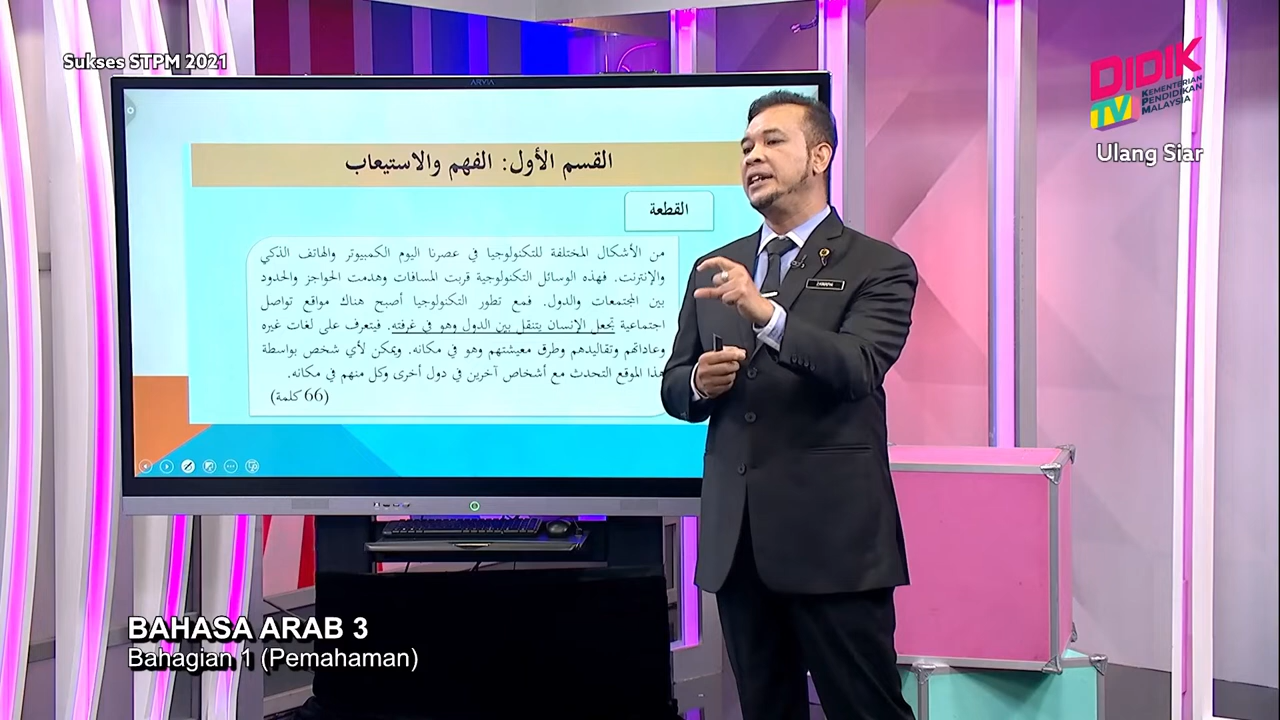 Sukses STPM 2021
DIDIK
TV
KEMENTERIAN
PENDIDIKAN
MALAYSIA
Ulang Siar
ARVIA
القسم الأول: الفهم والاستيعاب
القطعة
من الأشكال المختلفة للتكنولوجيا في عصرنا اليوم الكمبيوتر والهاتف الذكي
والإنترنت. فهذه الوسائل التكنولوجية قربت المسافات وهدمت الحواجز والحدود
بين المجتمعات والدول. فمع تطور التكنولوجيا أصبح هناك مواقع تواصل
اجتماعية تجعل الإنسان يتنقل بين الدول وهو في غرفته. فيتعرف على لغات غيره
وعاداتهم وتقاليدهم وطرق معيشتهم وهو في مكانه. ويمكن لأي شخص بواسطة
هذا الموقع التحدث مع أشخاص آخرين في دول أخرى وكل منهم في مكانه.
(66 كلمة)
BAHASA ARAB 3
Bahagian 1 (Pemahaman)